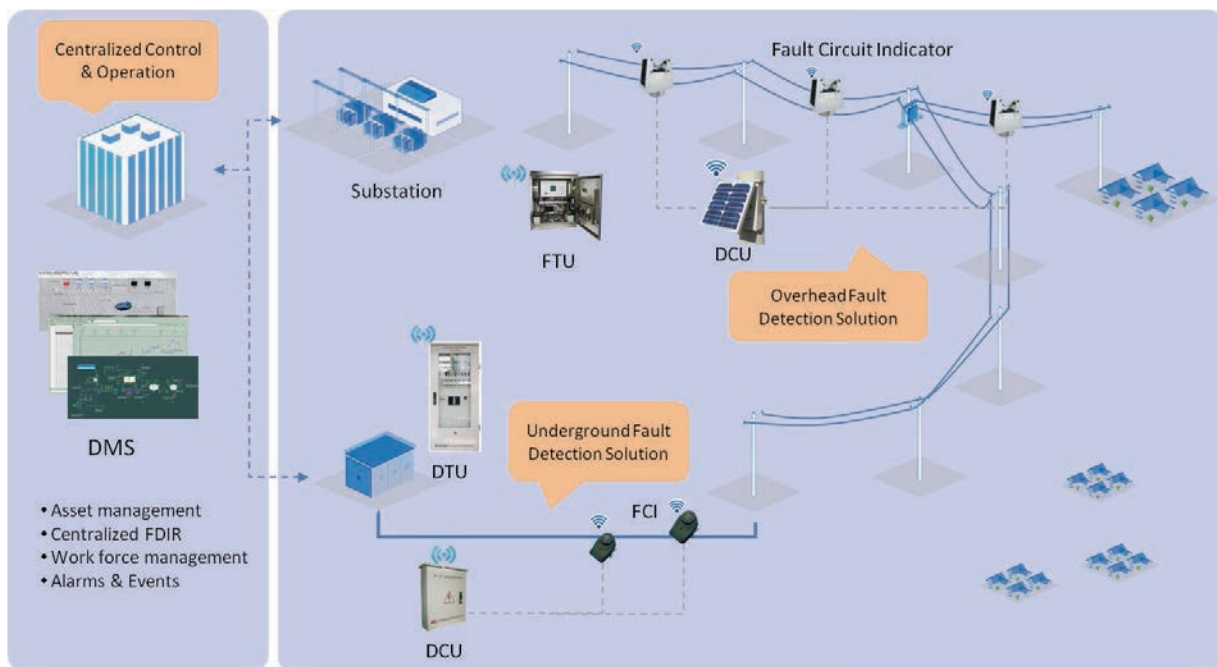 Centralized Control
& Operation
DMS
• Asset management
• Centralized FDIR
• Work force management
• Alarms & Events
Substation
Fault Circuit Indicator
FTU
DCU
Overhead Fault
Detection Solution
DTU
Underground Fault
Detection Solution
FCI
DCU